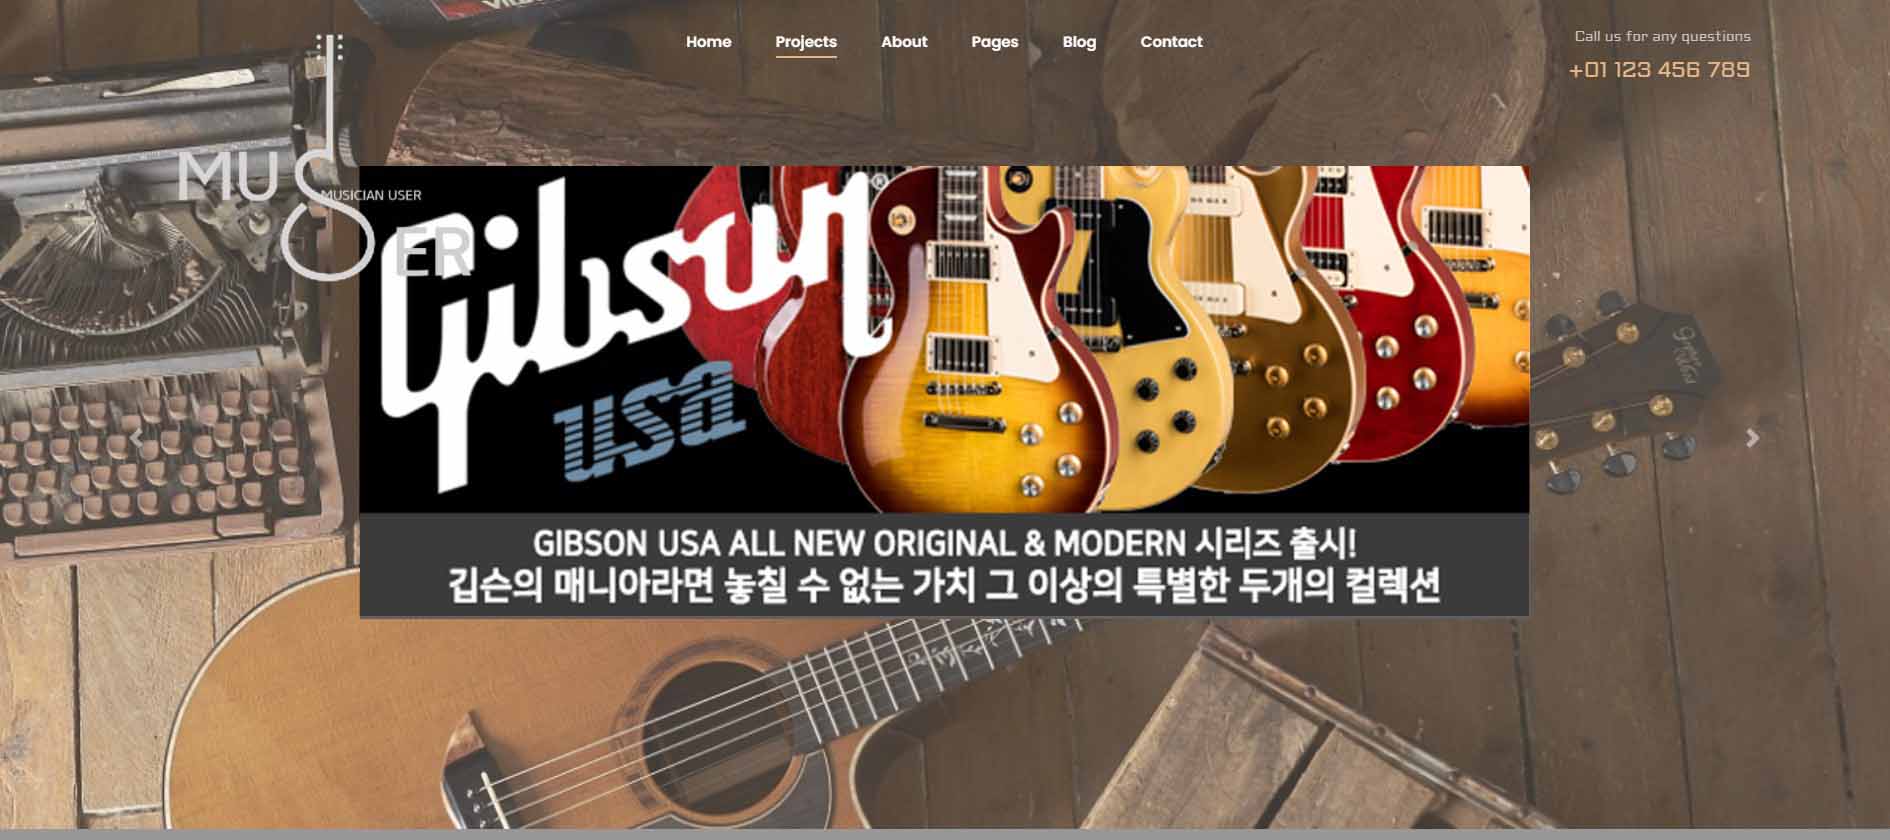 Home Projects About Pages Blog Contact
Call us for any questions
+01 123 456 789
MUSER
MUSICIAN USER
Gibson®
usa
GIBSON USA ALL NEW ORIGINAL & MODERN 시리즈 출시!
깁슨의 매니아라면 놓칠 수 없는 가치 그 이상의 특별한 두개의 컬렉션